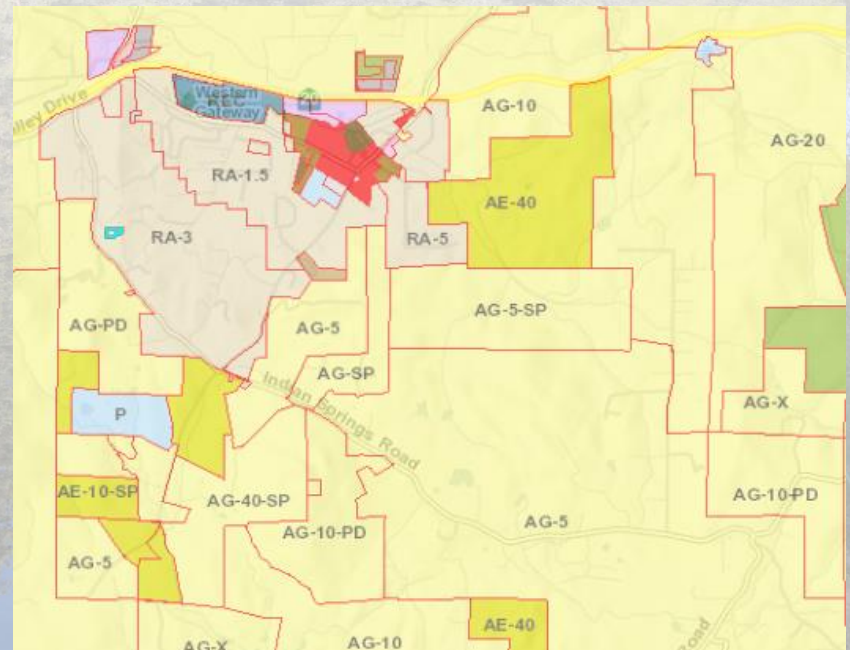 Western
Gateway
20
AG-10
AG-20
RA-1.5
AE-40
RA-3
RA-5
AG-5-SP
AG-PD
AG-5
AG-SP
Indian Springs Road
AG-X
P
AE-10-SP
AG-40-SP
AG-10-PD
AG-5
AG-10-PD
AG-5
AE-40
AG-X
AG-10
Road
Drive